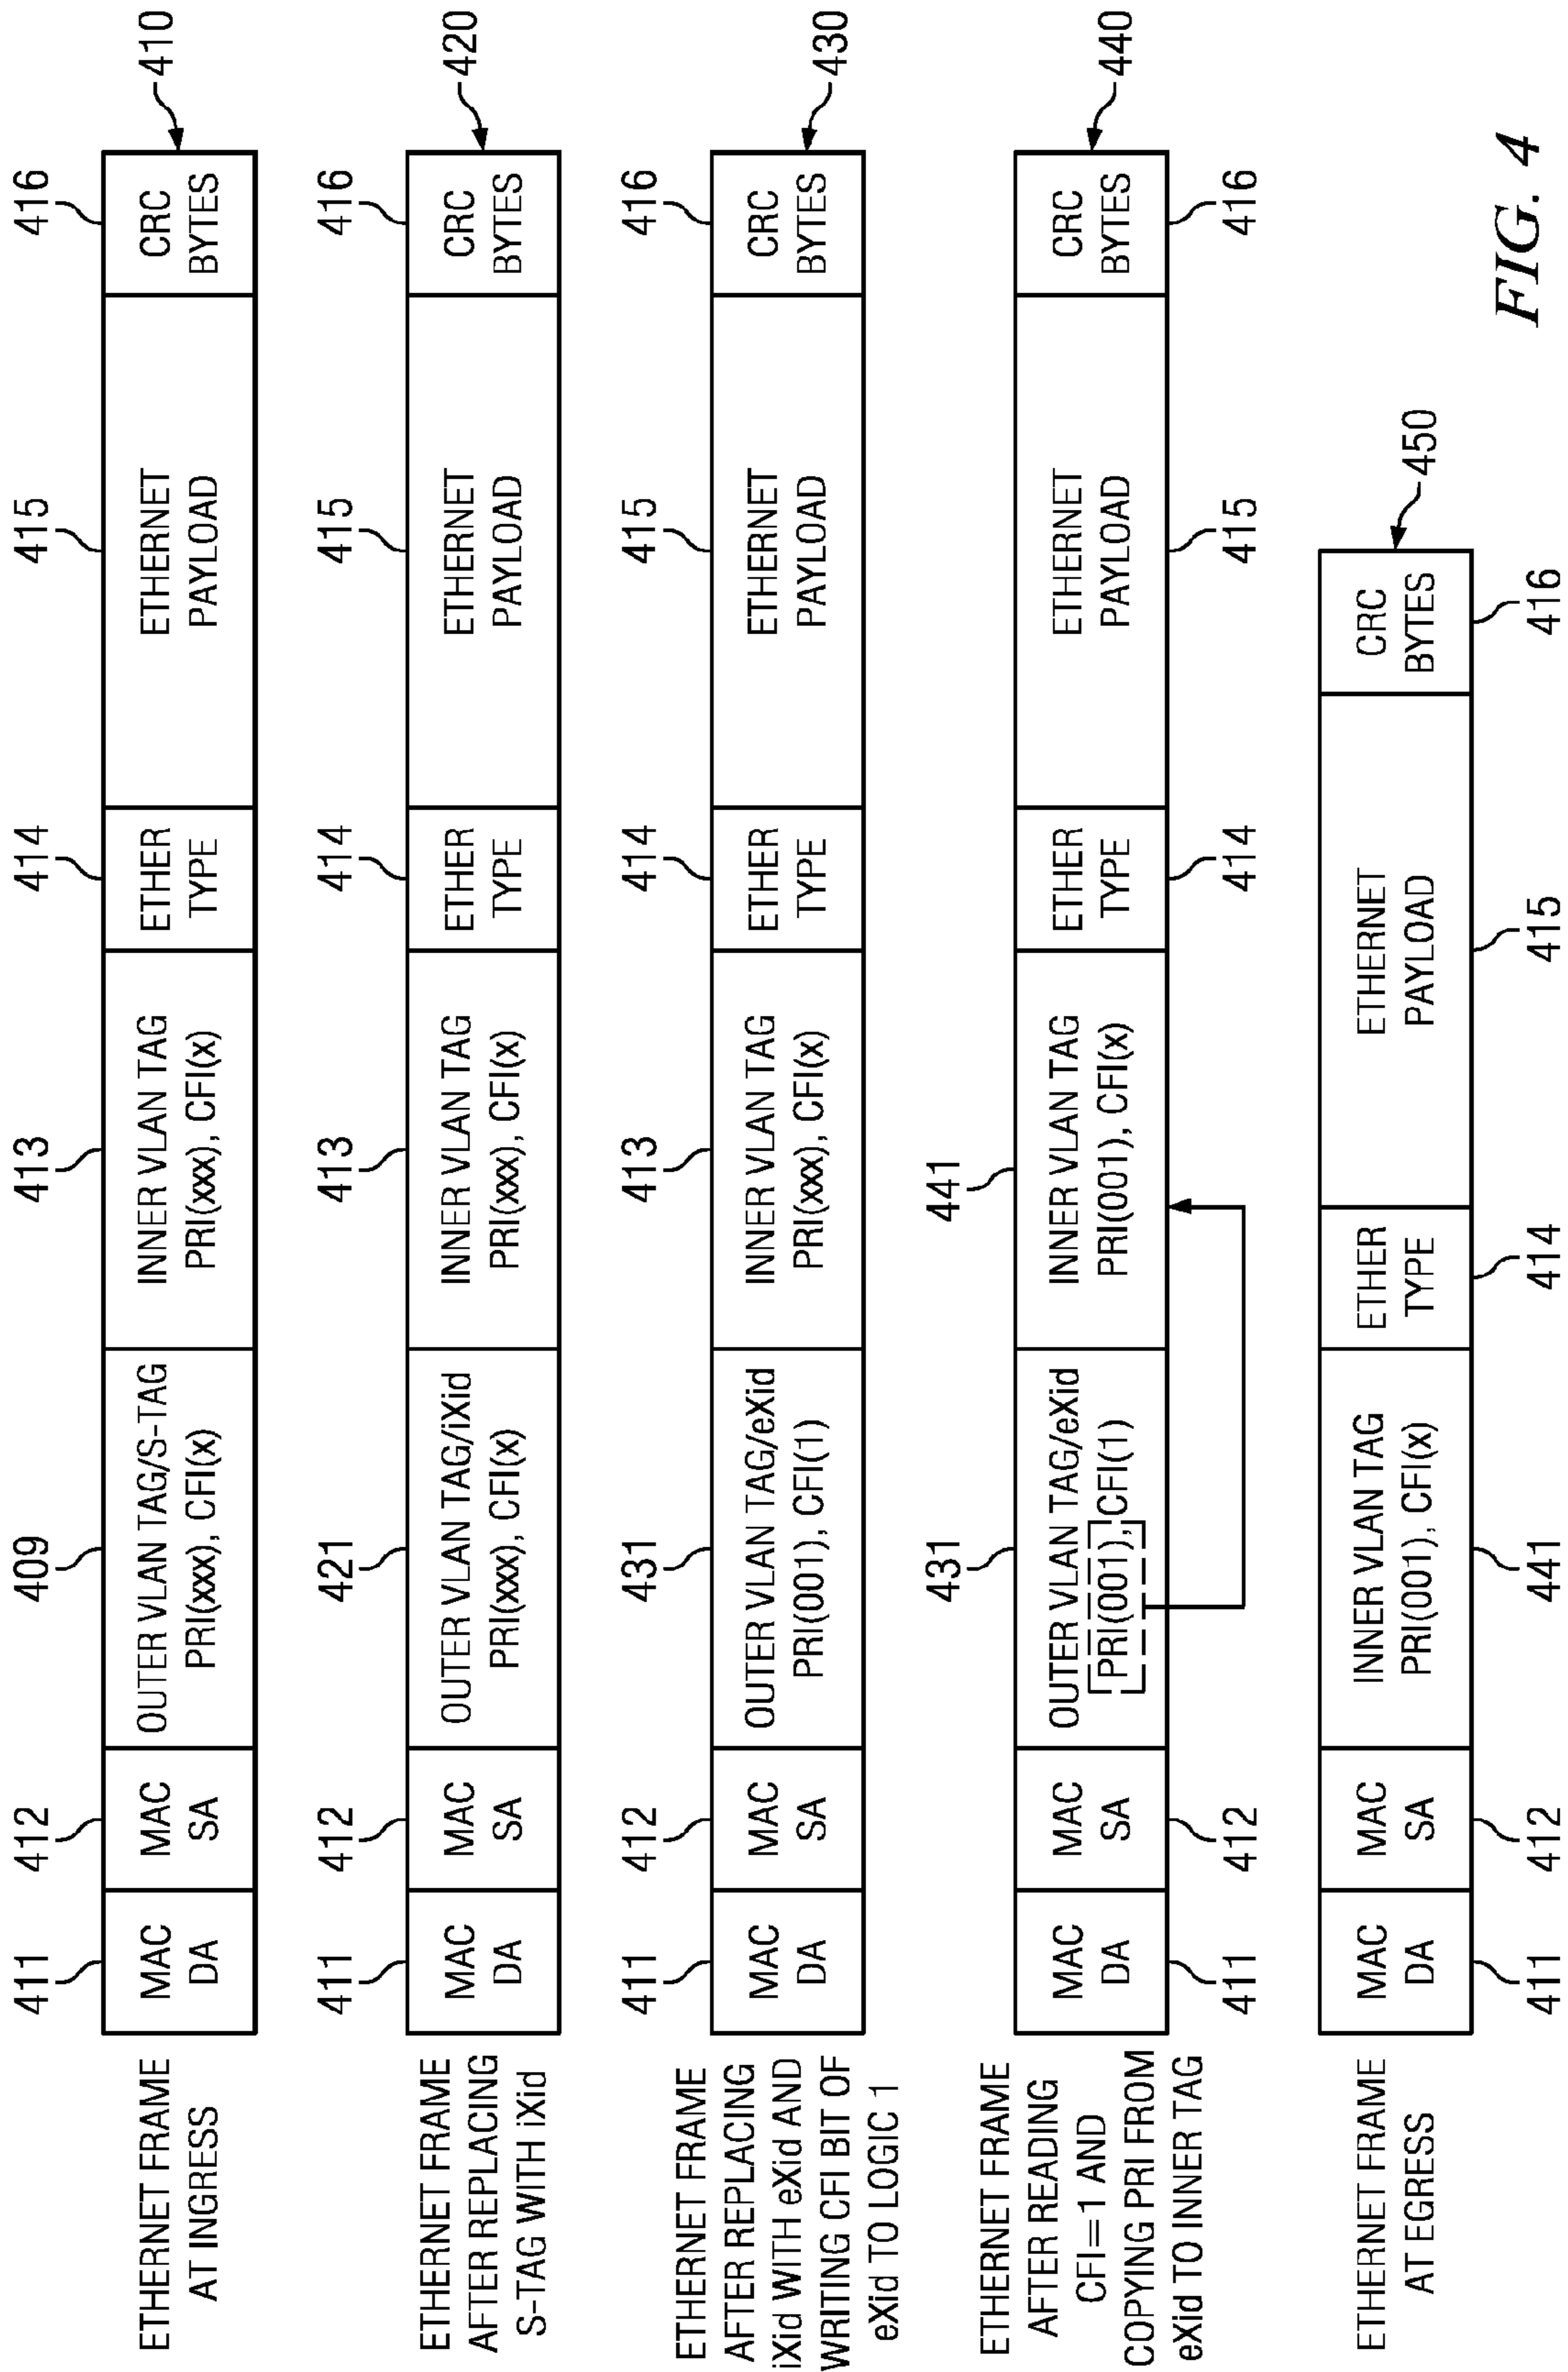 411
412
409
413
414
415
416
410
ETHERNET FRAME
AT INGRESS
MAC
DA
MAC
SA
OUTER VLAN TAG/S-TAG
PRI(xxx), CFI(x)
INNER VLAN TAG
PRI(xxx), CFI(x)
ETHER
TYPE
ETHERNET
PAYLOAD
CRC
BYTES
411
412
421
413
414
415
416
420
ETHERNET FRAME
AFTER REPLACING
S-TAG WITH iXid
MAC
DA
MAC
SA
OUTER VLAN TAG/iXid
PRI(xxx), CFI(x)
INNER VLAN TAG
PRI(xxx), CFI(x)
ETHER
TYPE
ETHERNET
PAYLOAD
CRC
BYTES
411
412
431
413
414
415
416
430
ETHERNET FRAME
AFTER REPLACING
iXid WITH eXid AND
WRITING CFI BIT OF
eXid TO LOGIC 1
MAC
DA
MAC
SA
OUTER VLAN TAG/eXid
PRI(001), CFI(1)
INNER VLAN TAG
PRI(xxx), CFI(x)
ETHER
TYPE
ETHERNET
PAYLOAD
CRC
BYTES
431
441
440
ETHERNET FRAME
AFTER READING
CFI==1 AND
COPYING PRI FROM
eXid TO INNER TAG
MAC
DA
MAC
SA
OUTER VLAN TAG/eXid
PRI(001), CFI(1)
INNER VLAN TAG
PRI(001), CFI(x)
ETHER
TYPE
ETHERNET
PAYLOAD
CRC
BYTES
411
412
414
415
416
450
ETHERNET FRAME
AT EGRESS
MAC
DA
MAC
SA
INNER VLAN TAG
PRI(001), CFI(x)
ETHER
TYPE
ETHERNET
PAYLOAD
CRC
BYTES
411
412
441
414
415
416
FIG. 4